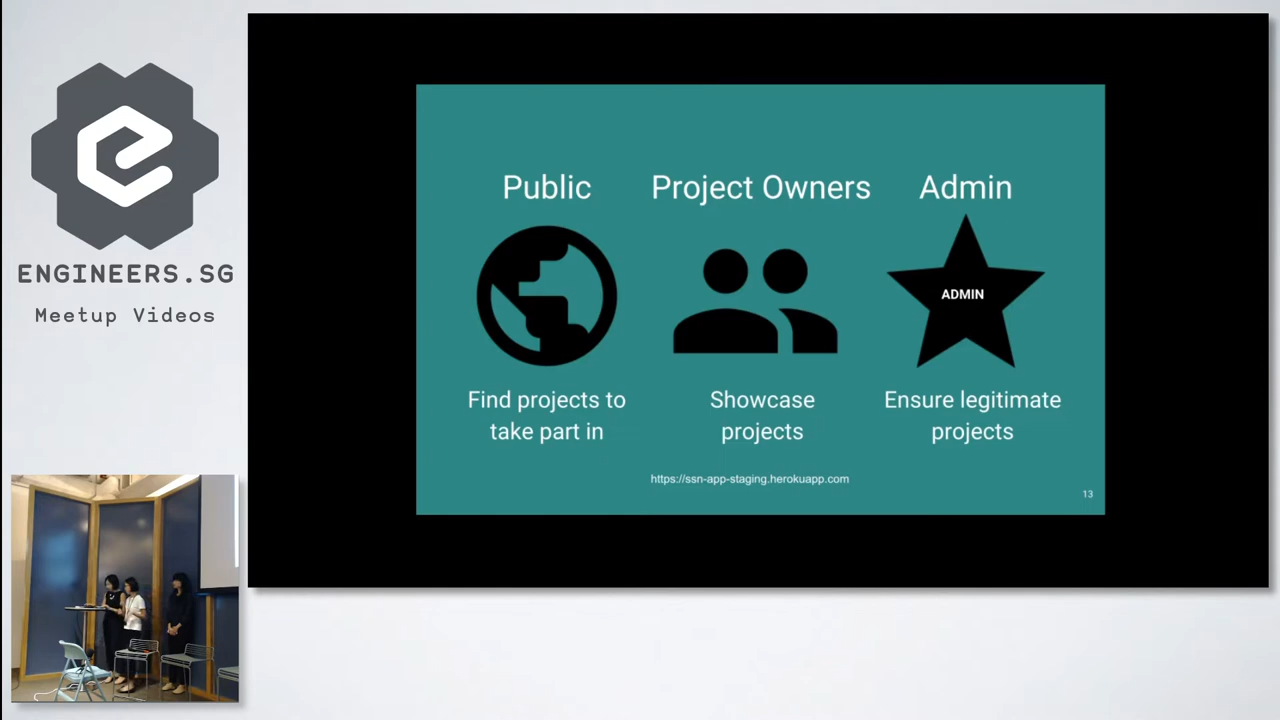 ENGINEERS.SG
Meetup Videos
Public
Project Owners
Admin
ADMIN
Find projects to
take part in
Showcase
projects
Ensure legitimate
projects
https://ssn-app-staging.herokuapp.com
13